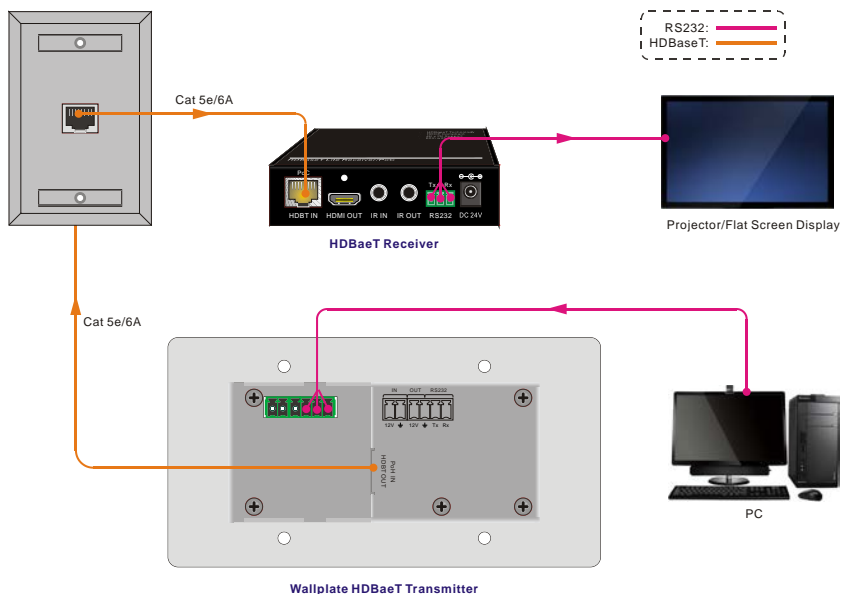 RS232:
HDBaseT:
Cat 5e/6A
PoC
Tx Rx
HDBT IN HDMI OUT IR IN IR OUT RS232 DC 24V
HDBaeT Receiver
Projector/Flat Screen Display
Cat 5e/6A
IN OUT RS232
12V 12V Tx Rx
PoH IN
HDBT OUT
PC
Wallplate HDBaeT Transmitter